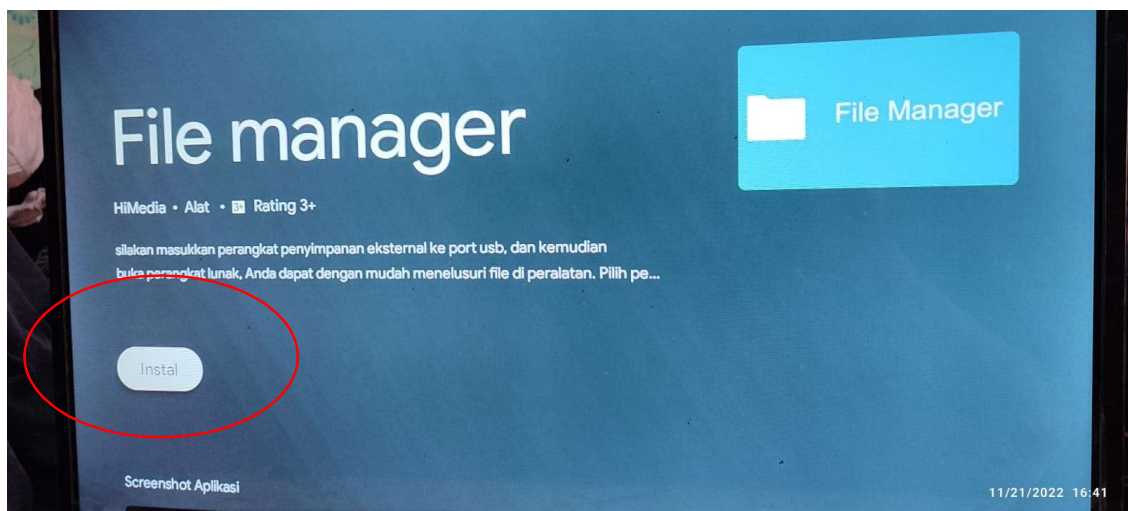 File manager
File Manager
HiMedia • Alat • 3+ Rating 3+
silakan masukkan perangkat penyimpanan eksternal ke port usb, dan kemudian
buka perangkat lunak, Anda dapat dengan mudah menelusuri file di peralatan. Pilih pe...
Instal
Screenshot Aplikasi
11/21/2022 16:41